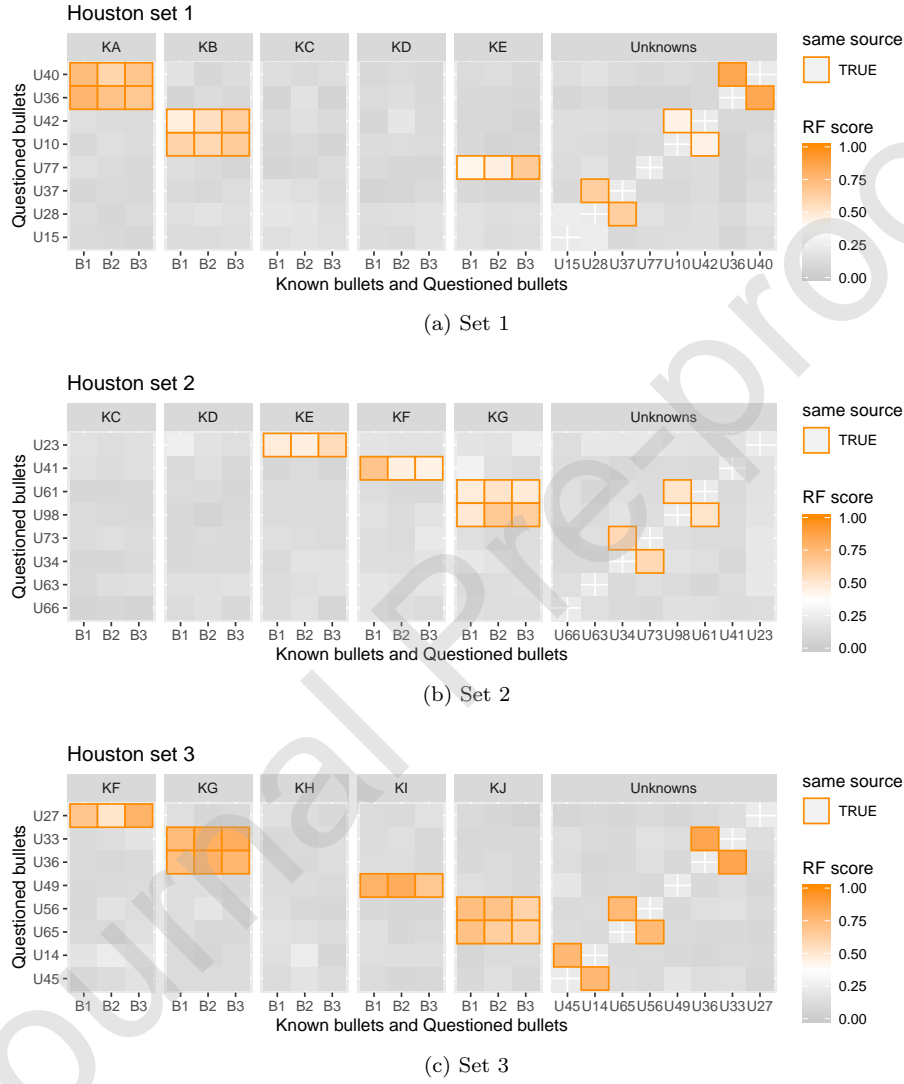 Houston set 1
KA KB KC KD KE Unknowns
U40
U36
U42
U10
U77
U37
U28
U15
Questioned bullets
B1 B2 B3 B1 B2 B3 B1 B2 B3 B1 B2 B3 B1 B2 B3 U15 U28 U37 U77 U10 U42 U36 U40
Known bullets and Questioned bullets
same source
TRUE
RF score
1.00
0.75
0.50
0.25
0.00
(a) Set 1
Houston set 2
KC KD KE KF KG Unknowns
U23
U41
U61
U98
U73
U34
U63
U66
Questioned bullets
B1 B2 B3 B1 B2 B3 B1 B2 B3 B1 B2 B3 B1 B2 B3 U66 U63 U34 U73 U98 U61 U41 U23
Known bullets and Questioned bullets
same source
TRUE
RF score
1.00
0.75
0.50
0.25
0.00
(b) Set 2
Houston set 3
KF KG KH KI KJ Unknowns
U27
U33
U36
U49
U56
U65
U14
U45
Questioned bullets
B1 B2 B3 B1 B2 B3 B1 B2 B3 B1 B2 B3 B1 B2 B3 U45 U14 U65 U56 U49 U36 U33 U27
Known bullets and Questioned bullets
same source
TRUE
RF score
1.00
0.75
0.50
0.25
0.00
(c) Set 3
Journal Pre-proo